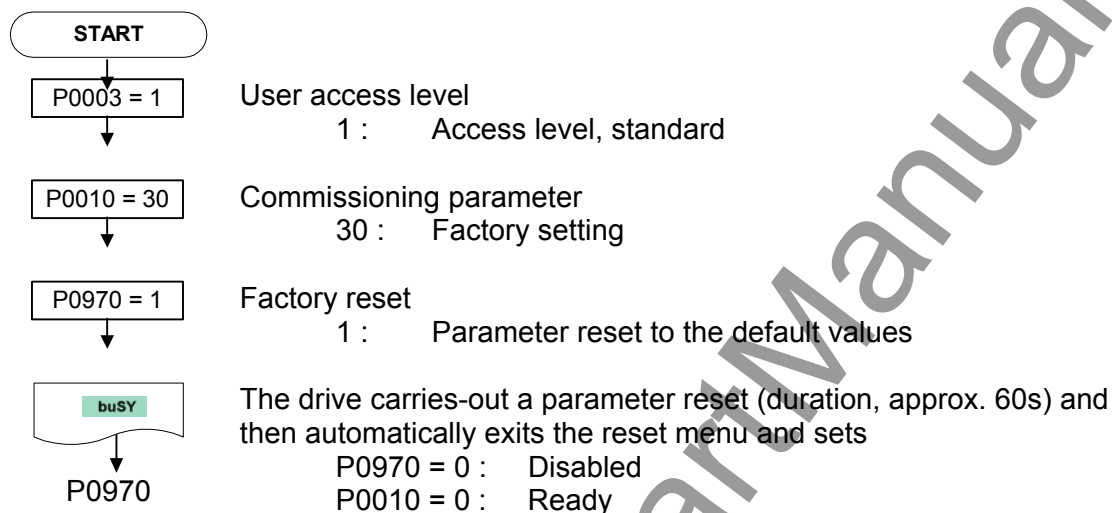 START
P0003 = 1 User access level
1 : Access level, standard
P0010 = 30 Commissioning parameter
30 : Factory setting
P0970 = 1 Factory reset
1 : Parameter reset to the default values
buSY The drive carries-out a parameter reset (duration, approx. 60s) and
then automatically exits the reset menu and sets
P0970 = 0 : Disabled
P0970 P0010 = 0 : Ready